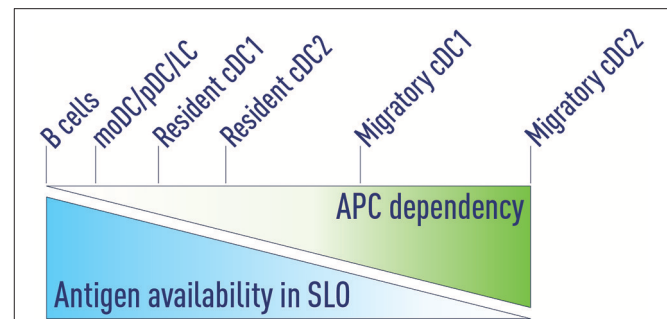 B cells
moDC/pDC/LC
Resident cDC1
Resident cDC2
Migratory cDC1
Migratory cDC2
APC dependency
Antigen availability in SLO